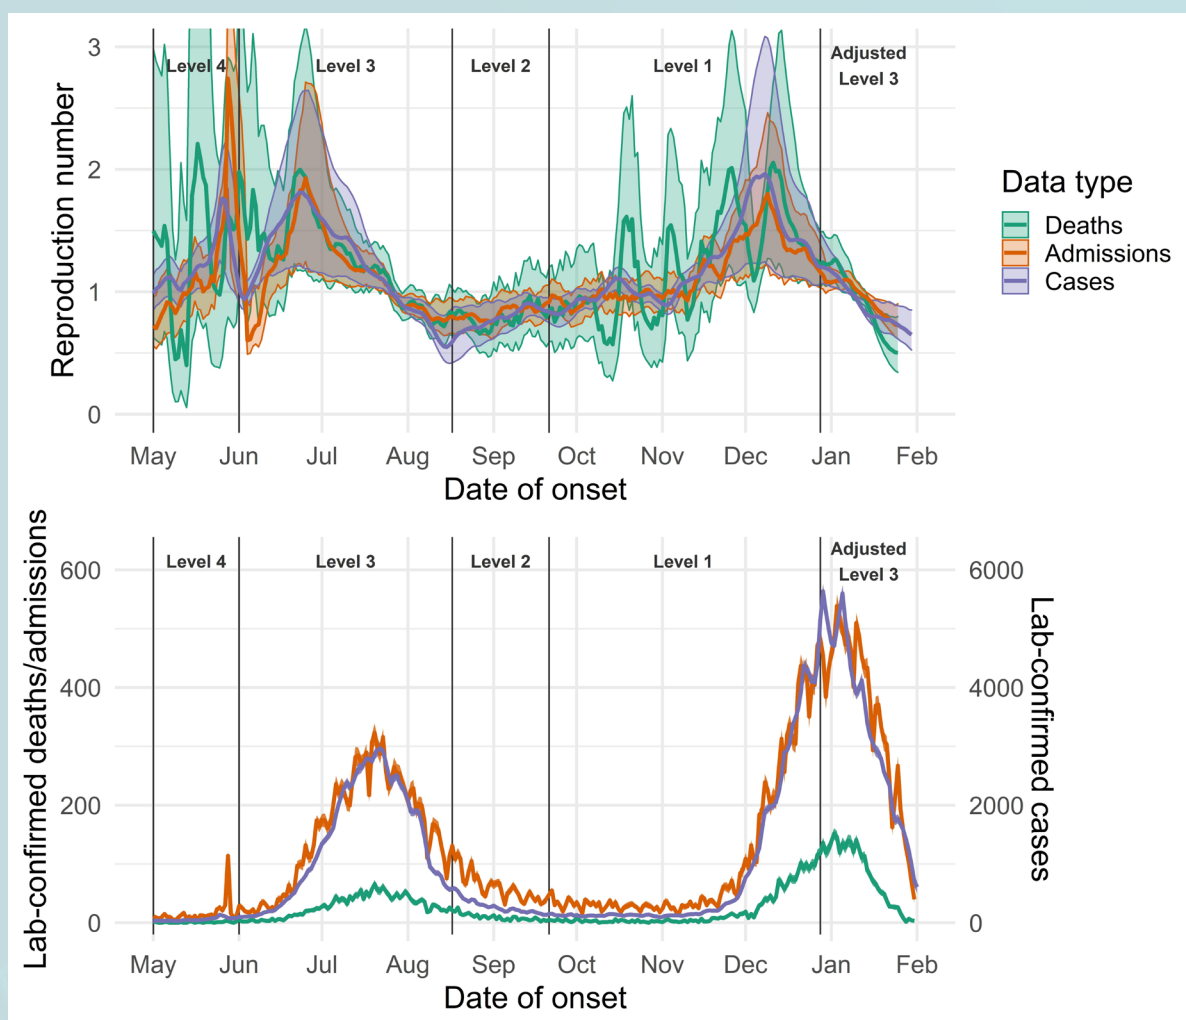 3
2
1
0
Reproduction number
Level 4
Level 3
Level 2
Level 1
Adjusted
Level 3
May Jun Jul Aug Sep Oct Nov Dec Jan Feb
Date of onset
Data type
Deaths
Admissions
Cases
600
400
200
0
Lab-confirmed deaths/admissions
Level 4
Level 3
Level 2
Level 1
Adjusted
Level 3
6000
4000
2000
0
Lab-confirmed cases
May Jun Jul Aug Sep Oct Nov Dec Jan Feb
Date of onset